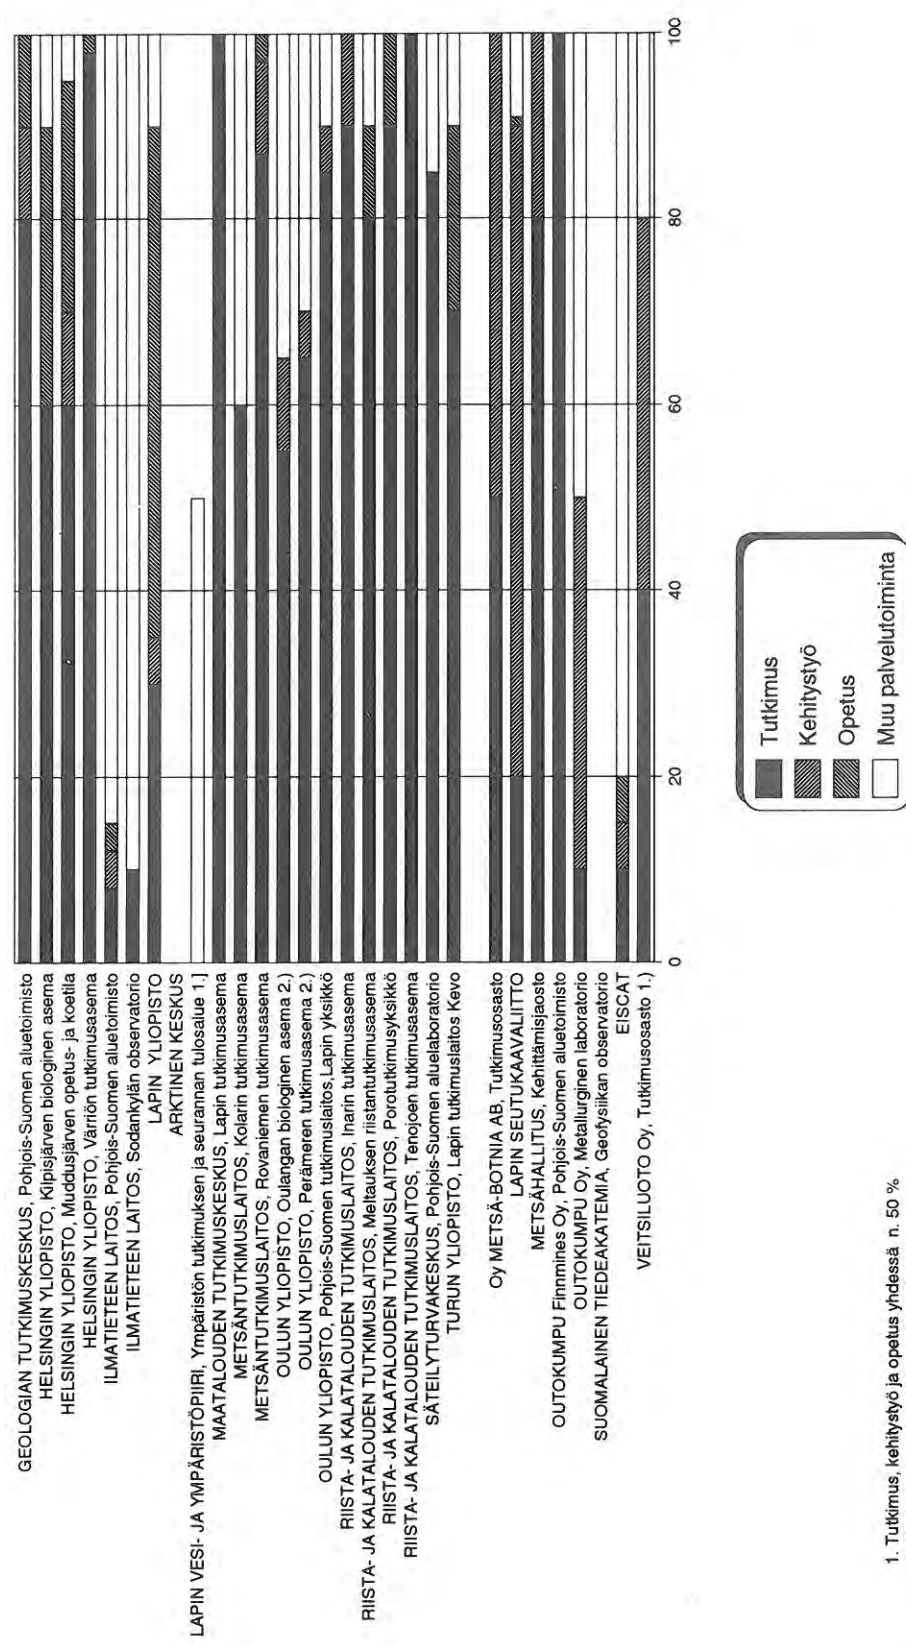 GEOLOGIAN TUTKIMUSKESKUS, Pohjois-Suomen aluetoimisto
HELSINGIN YLIOPISTO, Kilpisjärven biologinen asema
HELSINGIN YLIOPISTO, Muddusjärven opetus- ja koetila
HELSINGIN YLIOPISTO, Värriön tutkimusasema
ILMATIETEEN LAITOS, Pohjois-Suomen aluetoimisto
ILMATIETEEN LAITOS, Sodankylän observatorio
LAPIN YLIOPISTO
ARKTINEN KESKUS
LAPIN VESI- JA YMPÄRISTÖPIIRI, Ympäristön tutkimuksen ja seurannan tulosalue 1.]
MAATALOUDEN TUTKIMUSKESKUS, Lapin tutkimusasema
METSÄNTUTKIMUSLAITOS, Kolarin tutkimusasema
METSÄNTUTKIMUSLAITOS, Rovaniemen tutkimusasema
OULUN YLIOPISTO, Oulangan biologinen asema 2.)
OULUN YLIOPISTO, Perämeren tutkimusasema 2.)
OULUN YLIOPISTO, Pohjois-Suomen tutkimuslaitos,Lapin yksikkö
RIISTA- JA KALATALOUDEN TUTKIMUSLAITOS, Inarin tutkimusasema
RIISTA- JA KALATALOUDEN TUTKIMUSLAITOS, Meltauksen riistantutkimusasema
RIISTA- JA KALATALOUDEN TUTKIMUSLAITOS, Porotutkimusyksikkö
RIISTA- JA KALATALOUDEN TUTKIMUSLAITOS, Tenojoen tutkimusasema
SÄTEILYTURVAKESKUS, Pohjois-Suomen aluelaboratorio
TURUN YLIOPISTO, Lapin tutkimuslaitos Kevo
Oy METSÄ-BOTNIA AB, Tutkimusosasto
LAPIN SEUTUKAAVALIITTO
METSÄHALLITUS, Kehittämisjaosto
OUTOKUMPU Finnmines Oy, Pohjois-Suomen aluetoimisto
OUTOKUMPU Oy, Metallurginen laboratorio
SUOMALAINEN TIEDEAKATEMIA, Geofysiikan observatorio
EISCAT
VEITSILUOTO Oy, Tutkimusosasto 1.)
0 20 40 60 80 100
Tutkimus
Kehitystyö
Opetus
Muu palvelutoiminta
1. Tutkimus, kehitystyö ja opetus yhdessä n. 50 %